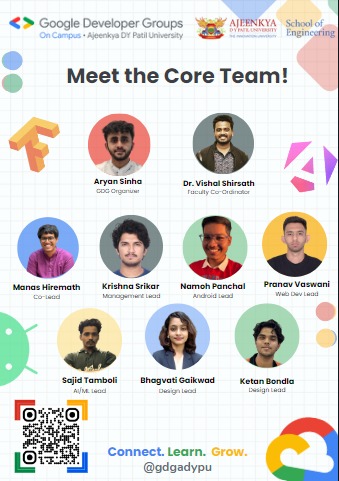 Google Developer Groups
On Campus • Ajeenkya DY Patil University
AJEENKYA
DY PATIL UNIVERSITY
THE INNOVATION UNIVERSITY
School of
Engineering
Meet the Core Team!
Aryan Sinha
GDG Organizer
Dr. Vishal Shirsath
Faculty Co-Ordinator
Manas Hiremath
Co-Lead
Krishna Srikar
Management Lead
Namoh Panchal
Android Lead
Pranav Vaswani
Web Dev Lead
Sajid Tamboli
AI/ML Lead
Bhagvati Gaikwad
Design Lead
Ketan Bondla
Design Lead
Connect. Learn. Grow.
@gdgadypu